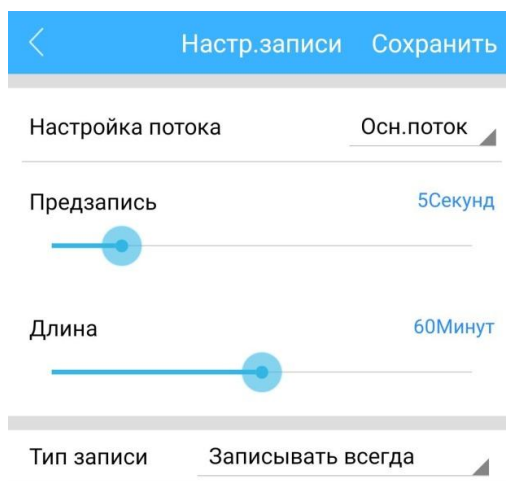 Настр.записи Сохранить
Настройка потока Осн.поток
Предзапись 5Секунд
Длина 60Минут
Тип записи Записывать всегда